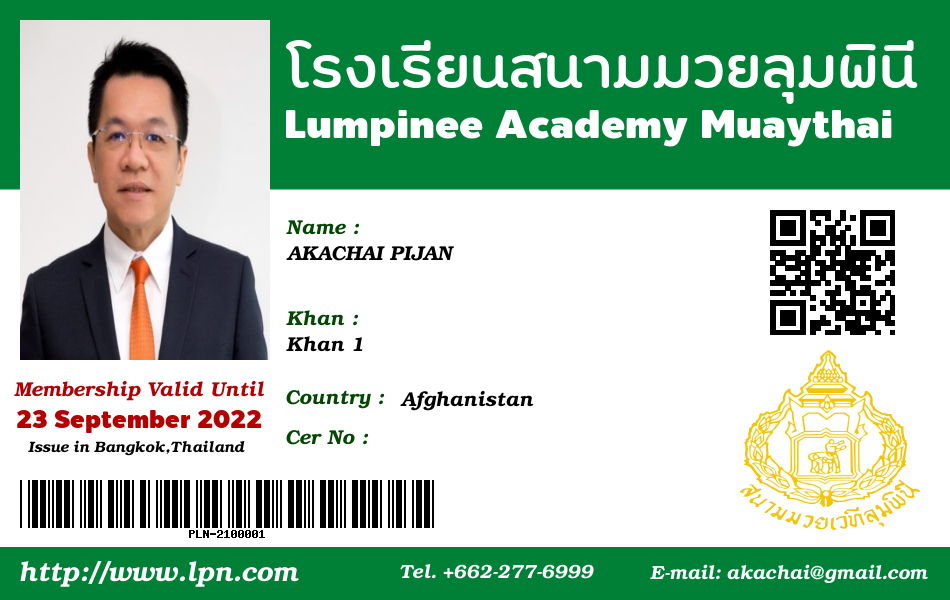 โรงเรียนสนามมวยลุมพินี
Lumpinee Academy Muaythai
Name :
AKACHAI PIJAN
Khan :
Khan 1
Country : Afghanistan
Cer No :
Membership Valid Until
23 September 2022
Issue in Bangkok,Thailand
PLN-2100001
สนามมวยเวทีลุมพินี
http://www.lpn.com
Tel. +662-277-6999
E-mail: akachai@gmail.com